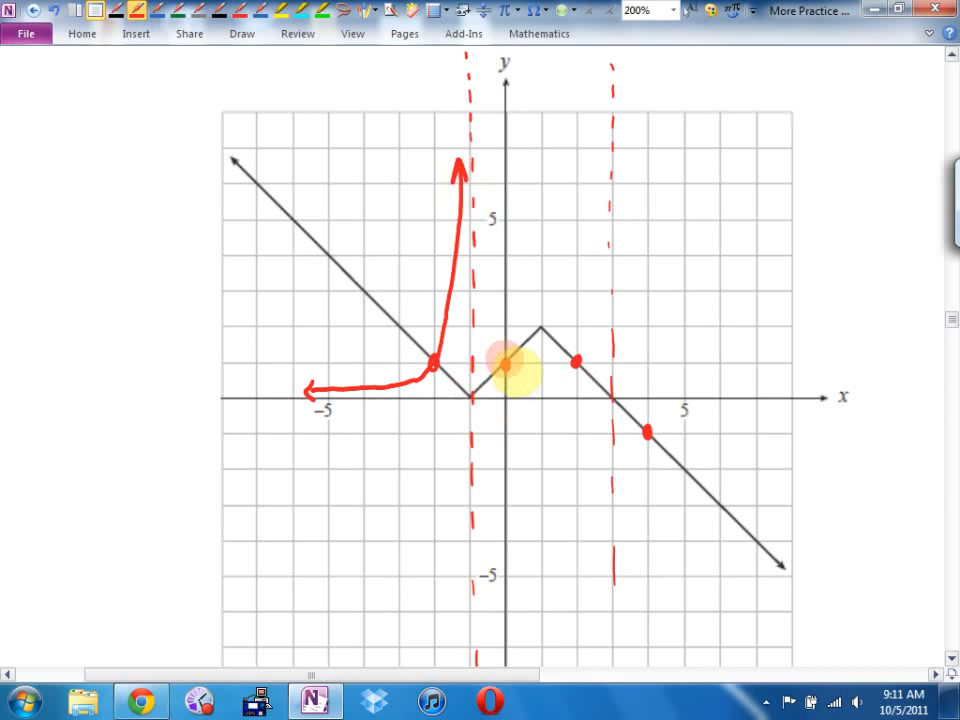 200% More Practice ...
File Home Insert Share Draw Review View Pages Add-Ins Mathematics
y
5
-5 5 x
-5
9:11 AM
10/5/2011